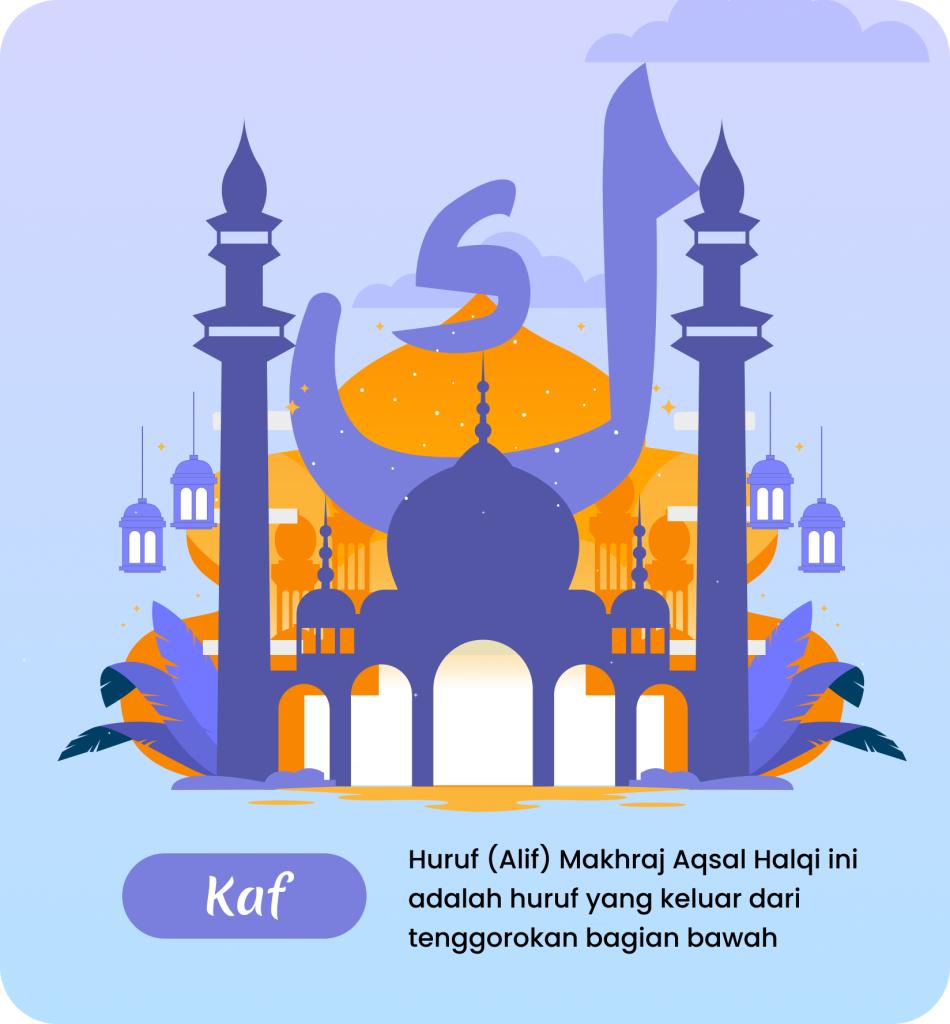 ك
Kaf
Huruf (Alif) Makhraj Aqsal Halqi ini
adalah huruf yang keluar dari
tenggorokan bagian bawah